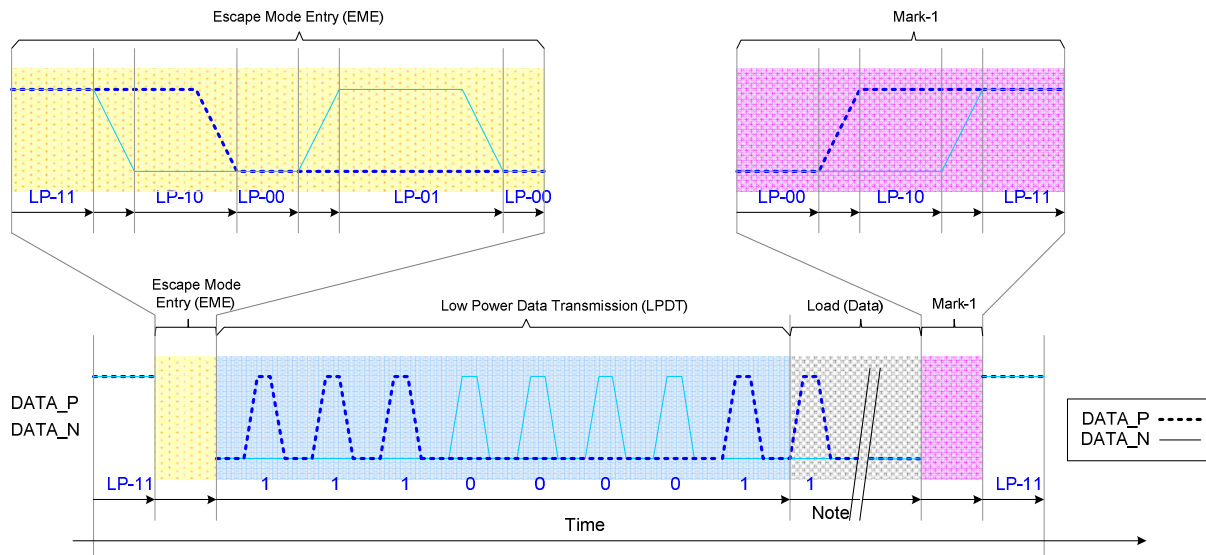 Escape Mode Entry (EME)
Mark-1
LP-11 LP-10 LP-00 LP-01 LP-00
LP-00 LP-10 LP-11
Escape Mode
Entry (EME)
Low Power Data Transmission (LPDT)
Load (Data)
Mark-1
DATA_P
DATA_N
DATA_P
DATA_N
LP-11 1 1 1 0 0 0 0 1 1 LP-11
Note
Time